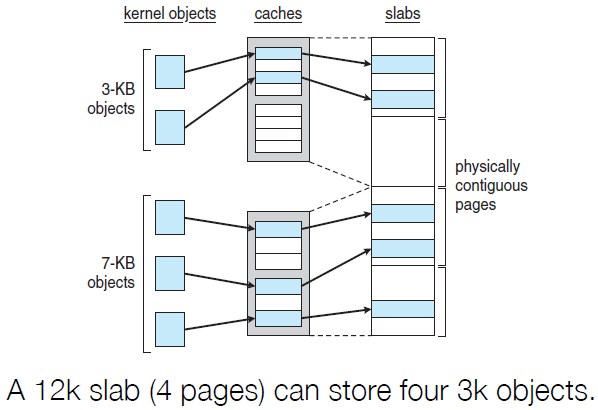 kernel objects caches slabs
3-KB
objects
physically
contiguous
pages
7-KB
objects
A 12k slab (4 pages) can store four 3k objects.